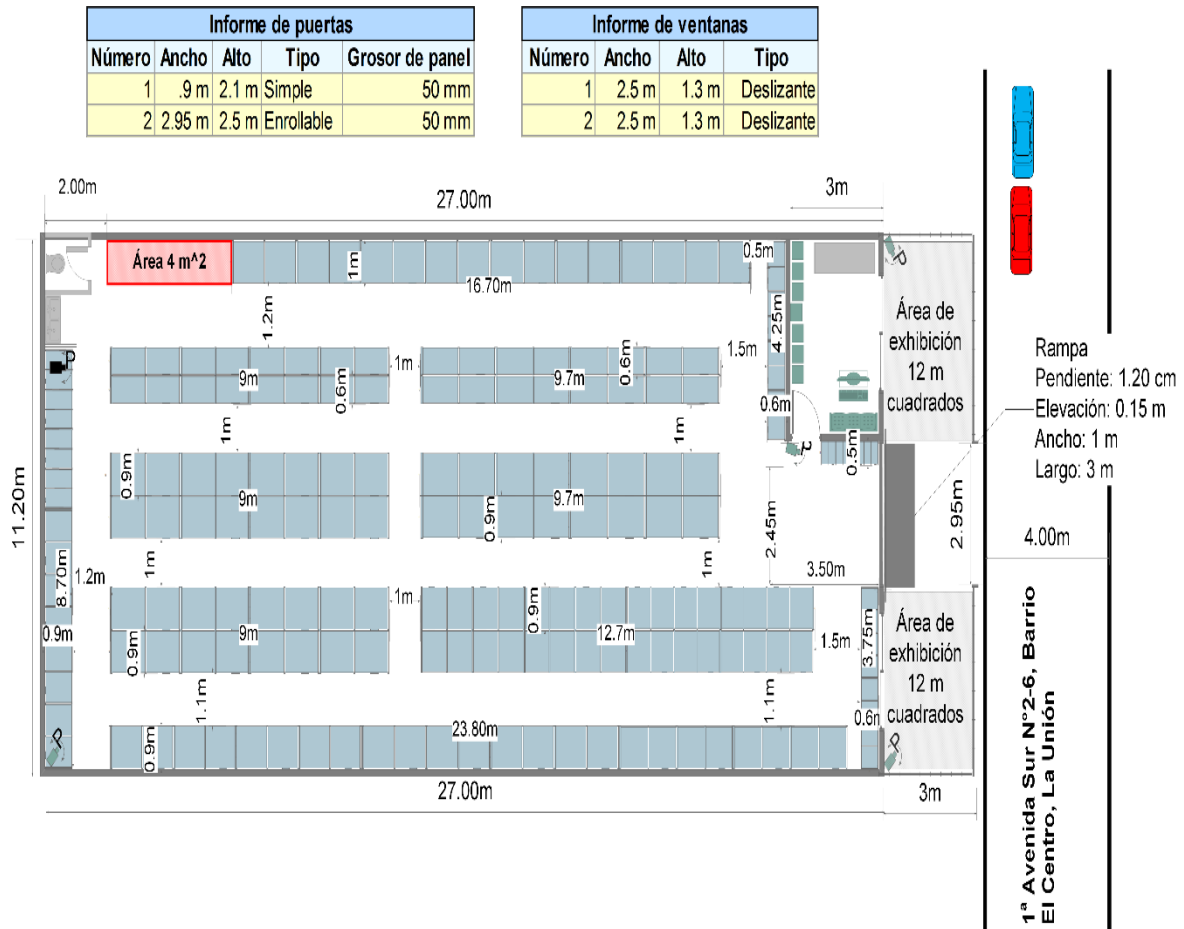 Informe de puertas
Número Ancho Alto Tipo Grosor de panel
1 .9 m 2.1 m Simple 50 mm
2 2.95 m 2.5 m Enrollable 50 mm
Informe de ventanas
Número Ancho Alto Tipo
1 2.5 m 1.3 m Deslizante
2 2.5 m 1.3 m Deslizante
2.00m
27.00m
3m
Área 4 m^2
1m
16.70m
0.5m
1.2m
4.25m
P
P
Área de
exhibición
12 m
cuadrados
Rampa
Pendiente: 1.20 cm
Elevación: 0.15 m
Ancho: 1 m
Largo: 3 m
1m
1.5m
9m
0.6m
9.7m
0.6m
0.6m
1m
1m
0.5m
0.9m
9m
9.7m
0.9m
2.45m
2.95m
11.20m
4.00m
3.50m
1m
1m
8.70m
1.2m
1m
0.9m
0.9m
0.9m
9m
12.7m
1.5m
3.75m
Área de
exhibición
12 m
cuadrados
1.1m
1.1m
0.6m
23.80m
0.9m
P
P
27.00m
3m
1ª Avenida Sur N°2-6, Barrio
El Centro, La Unión